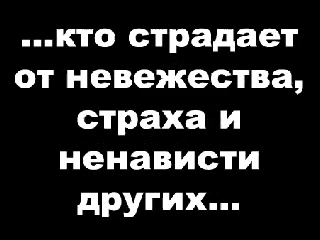 ...кто страдает
от невежества,
страха и
ненависти
других...